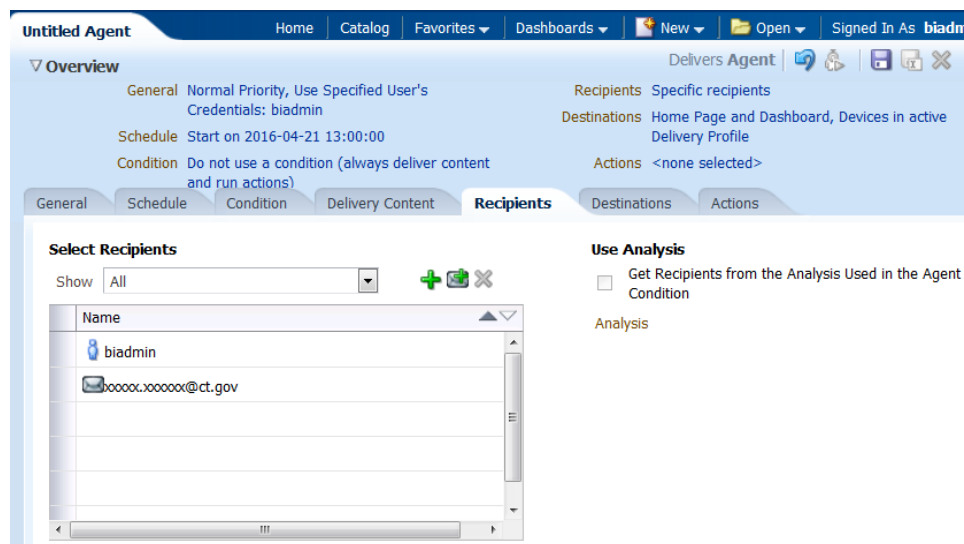 Untitled Agent
Home
Catalog
Favorites
Dashboards
New
Open
Signed In As biadm
Overview
Delivers Agent
General Normal Priority, Use Specified User's
Credentials: biadmin
Schedule Start on 2016-04-21 13:00:00
Condition Do not use a condition (always deliver content
and run actions)
Recipients Specific recipients
Destinations Home Page and Dashboard, Devices in active
Delivery Profile
Actions <none selected>
General
Schedule
Condition
Delivery Content
Recipients
Destinations
Actions
Select Recipients
Show All
Name
biadmin
xxxxx.xxxxxx@ct.gov
Use Analysis
Get Recipients from the Analysis Used in the Agent
Condition
Analysis